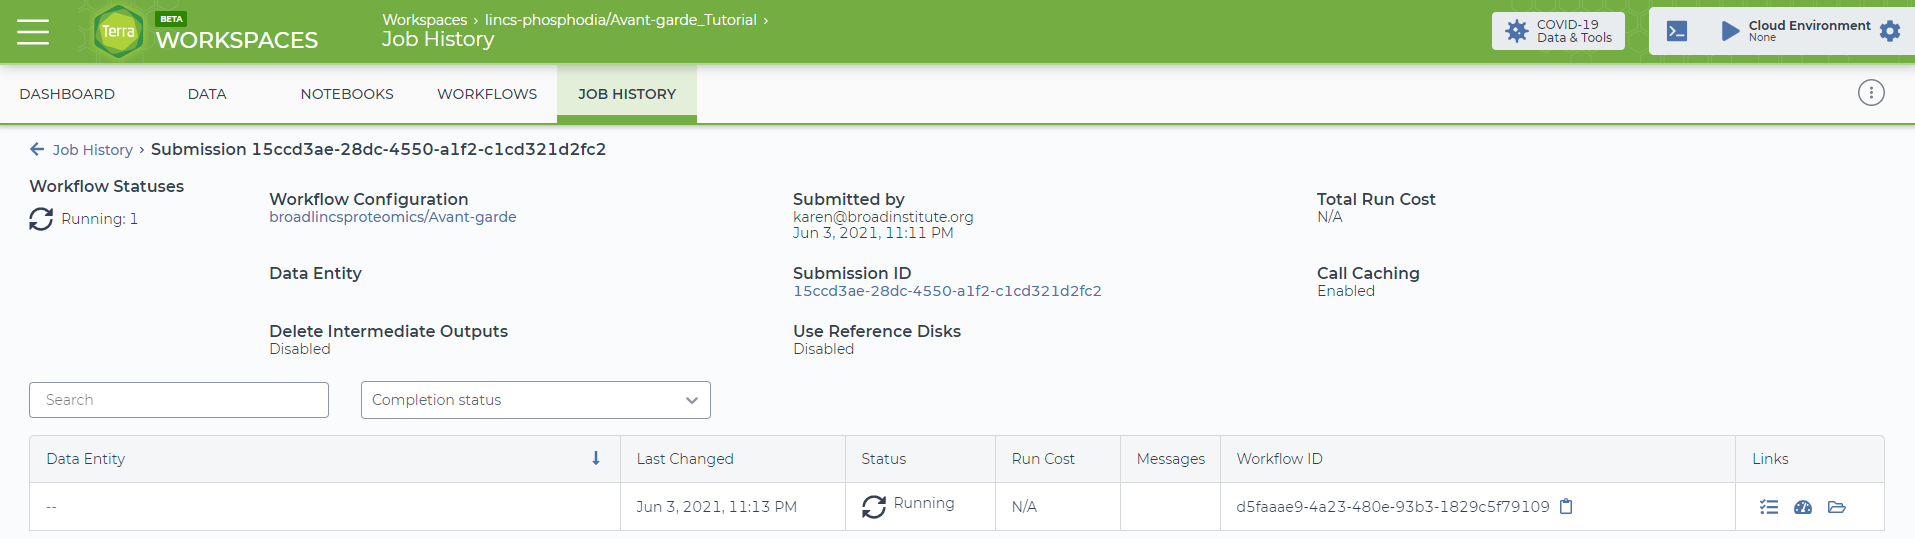 Terra
BETA
WORKSPACES
Workspaces › lincs-phosphodia/Avant-garde_Tutorial ›
Job History
COVID-19
Data & Tools
Cloud Environment
None
DASHBOARD
DATA
NOTEBOOKS
WORKFLOWS
JOB HISTORY
Job History › Submission 15ccd3ae-28dc-4550-a1f2-c1cd321d2fc2
Workflow Statuses
Running: 1
Workflow Configuration
broadlincsproteomics/Avant-garde
Submitted by
karen@broadinstitute.org
Jun 3, 2021, 11:11 PM
Total Run Cost
N/A
Data Entity
Submission ID
15ccd3ae-28dc-4550-a1f2-c1cd321d2fc2
Call Caching
Enabled
Delete Intermediate Outputs
Disabled
Use Reference Disks
Disabled
Search
Completion status
Data Entity
Last Changed
Status
Run Cost
Messages
Workflow ID
Links
--
Jun 3, 2021, 11:13 PM
Running
N/A
d5faaae9-4a23-480e-93b3-1829c5f79109